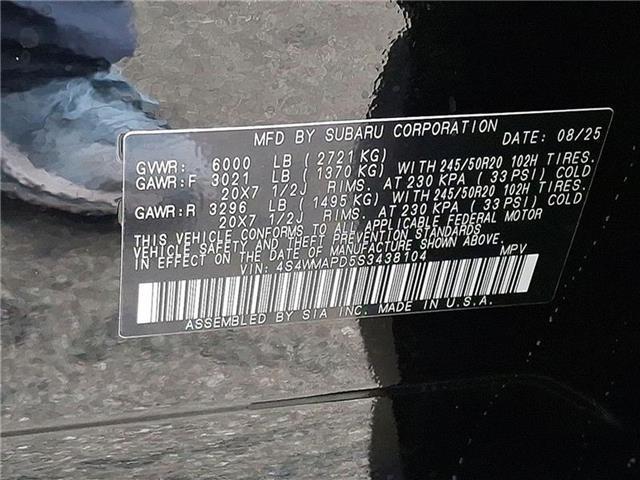 MFD BY SUBARU CORPORATION DATE: 08/25
GVWR: 6000 LB (2721 KG)
GAWR:F 3021 LB (1370 KG) WITH 245/50R20 102H TIRES.
20X7 1/2J RIMS. AT 230 KPA (33 PSI) COLD
GAWR:R 3296 LB (1495 KG) WITH 245/50R20 102H TIRES.
20X7 1/2J RIMS. AT 230 KPA (33 PSI) COLD
THIS VEHICLE CONFORMS TO ALL APPLICABLE FEDERAL MOTOR
VEHICLE SAFETY AND THEFT PREVENTION STANDARDS
IN EFFECT ON THE DATE OF MANUFACTURE SHOWN ABOVE.
VIN: 4S4WMAPD5S3438104 MPV
ASSEMBLED BY SIA INC. MADE IN U.S.A.